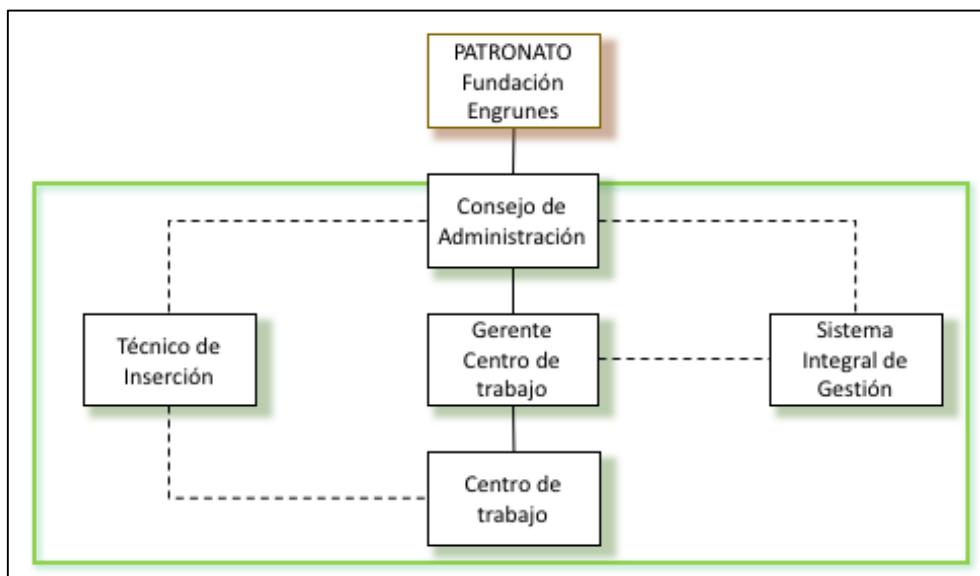 PATRONATO
Fundación
Engrunes
Consejo de
Administración
Técnico de
Inserción
Gerente
Centro de
trabajo
Sistema
Integral de
Gestión
Centro de
trabajo